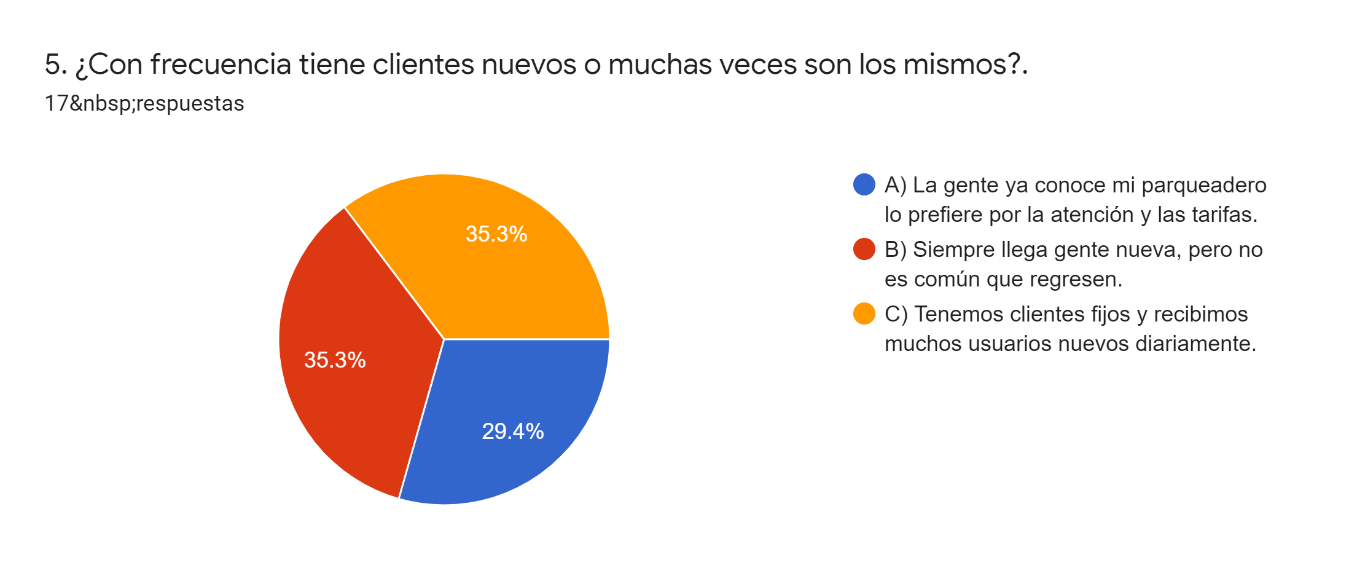 5. ¿Con frecuencia tiene clientes nuevos o muchas veces son los mismos?.
17&nbsp;respuestas
35.3%
35.3%
29.4%
A) La gente ya conoce mi parqueadero
lo prefiere por la atención y las tarifas.
B) Siempre llega gente nueva, pero no
es común que regresen.
C) Tenemos clientes fijos y recibimos
muchos usuarios nuevos diariamente.